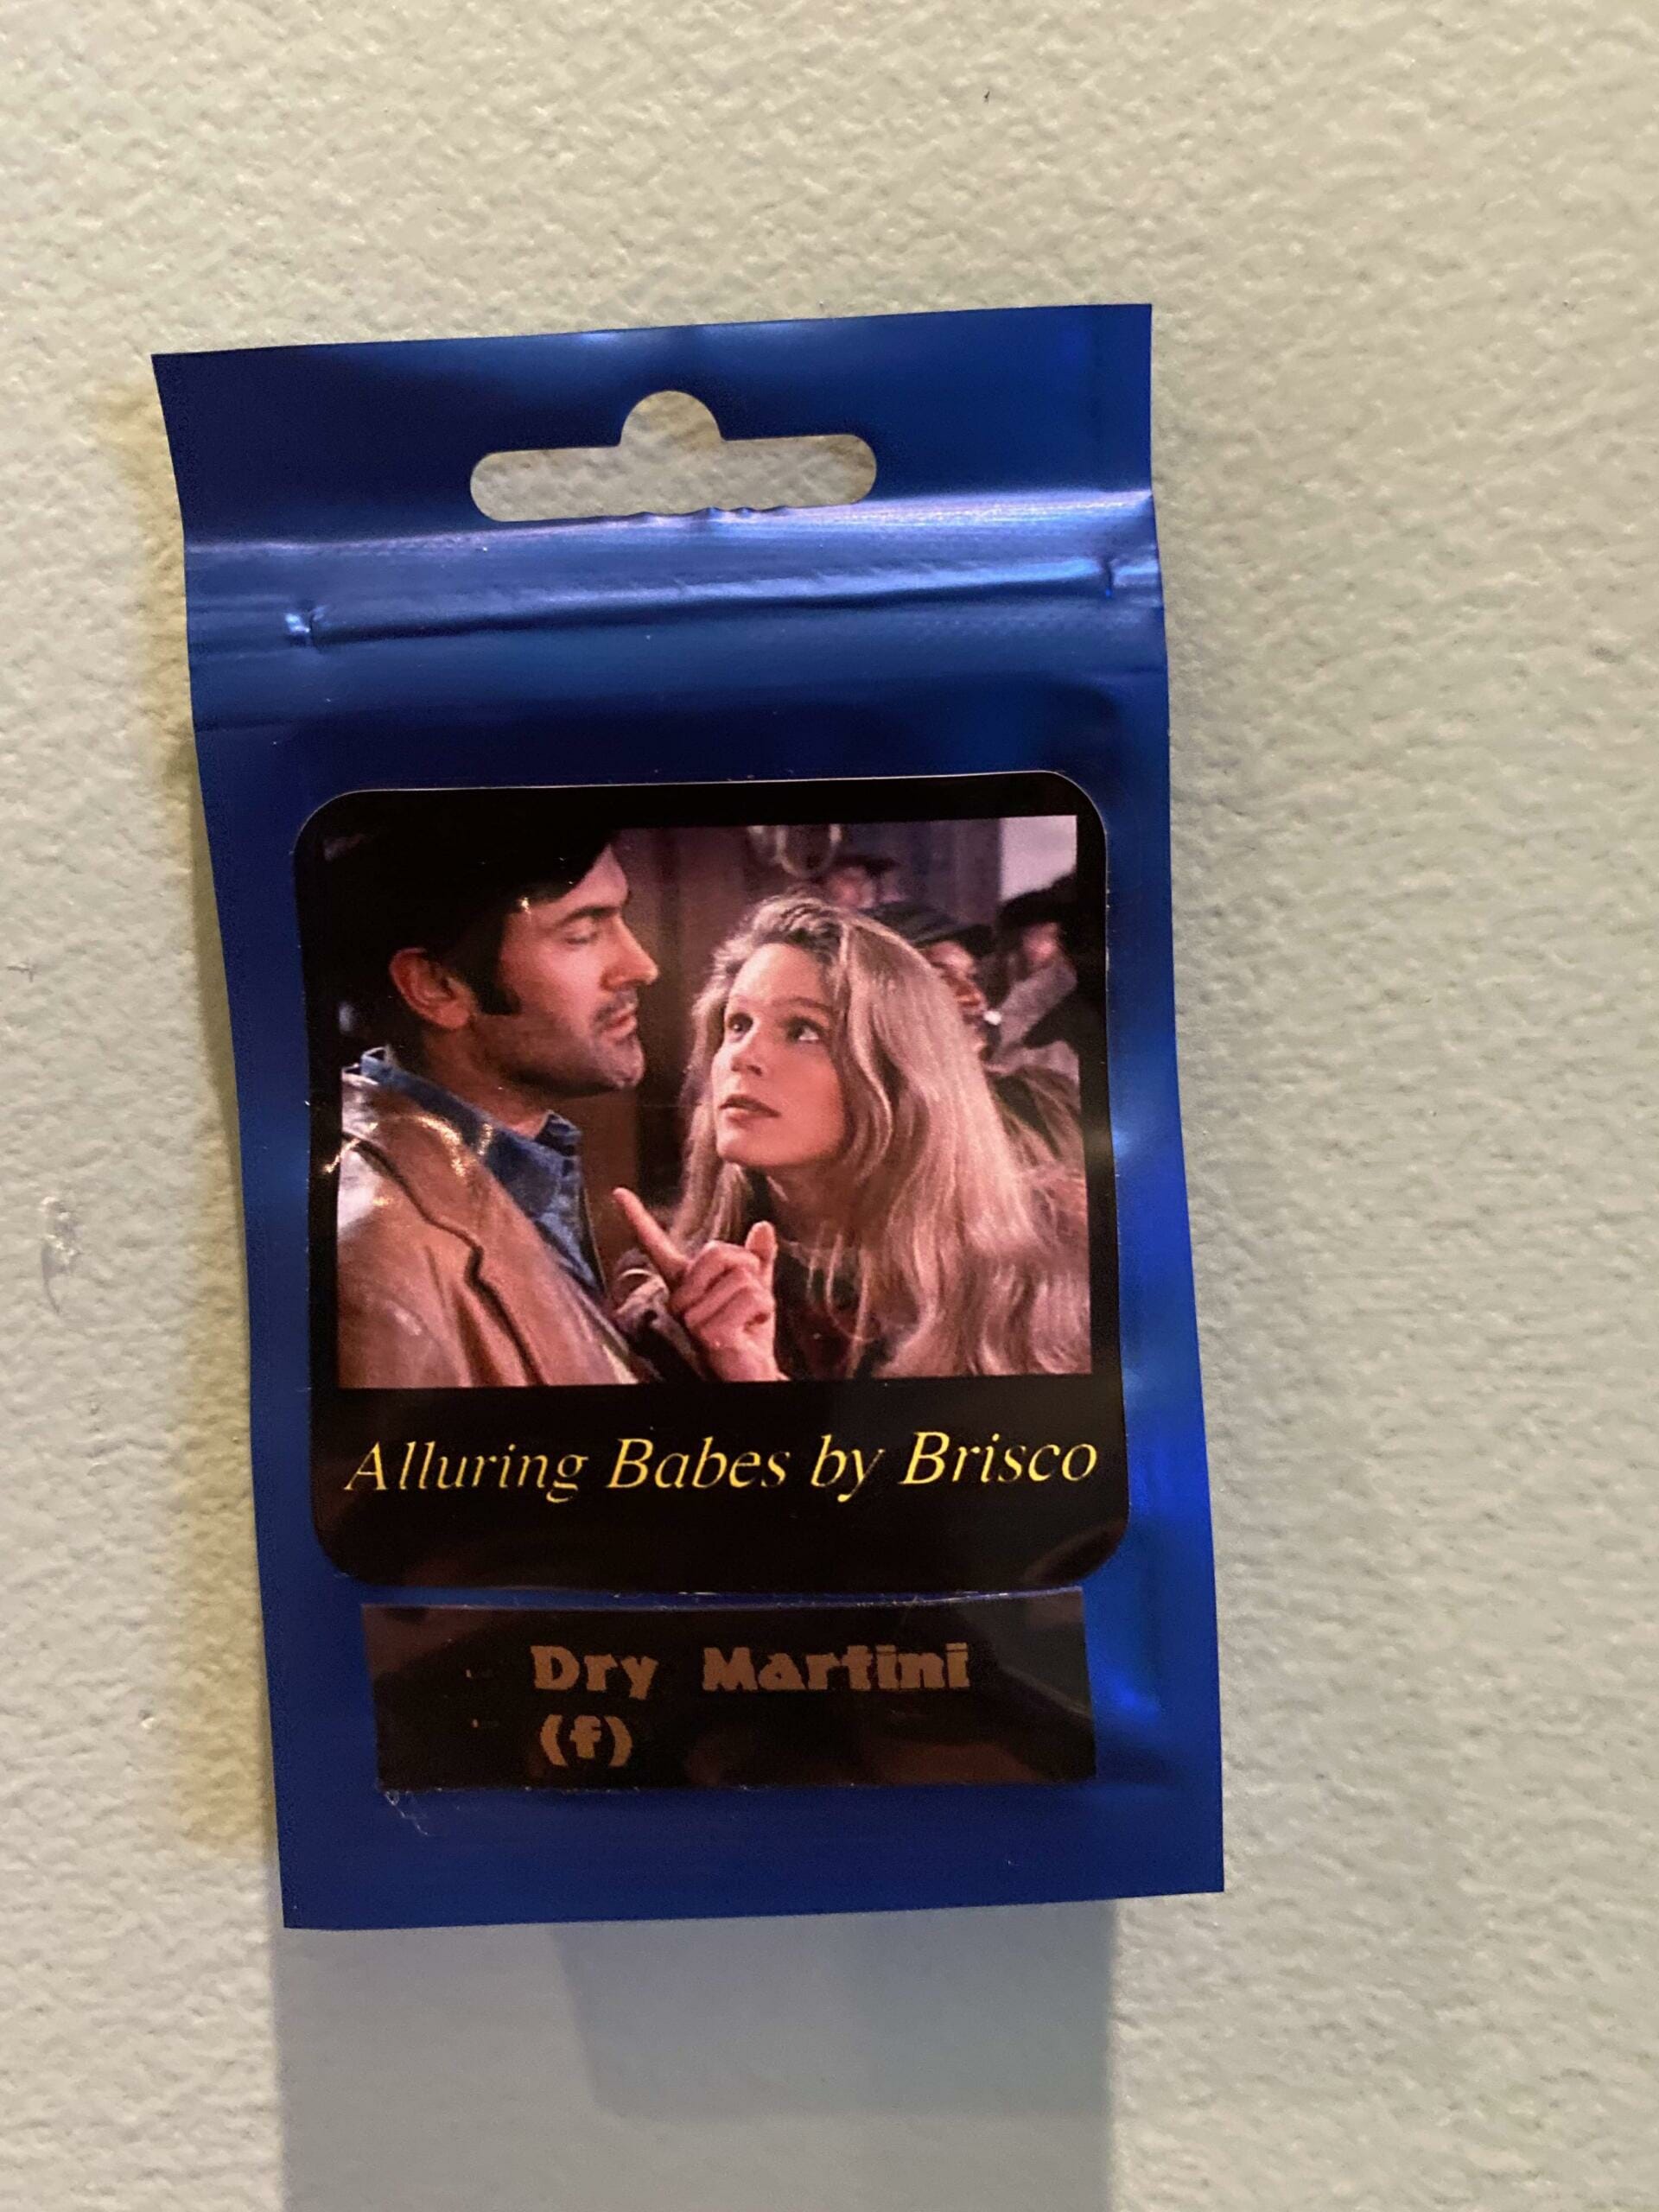 Alluring Babes by Brisco
Dry Martini
(f)